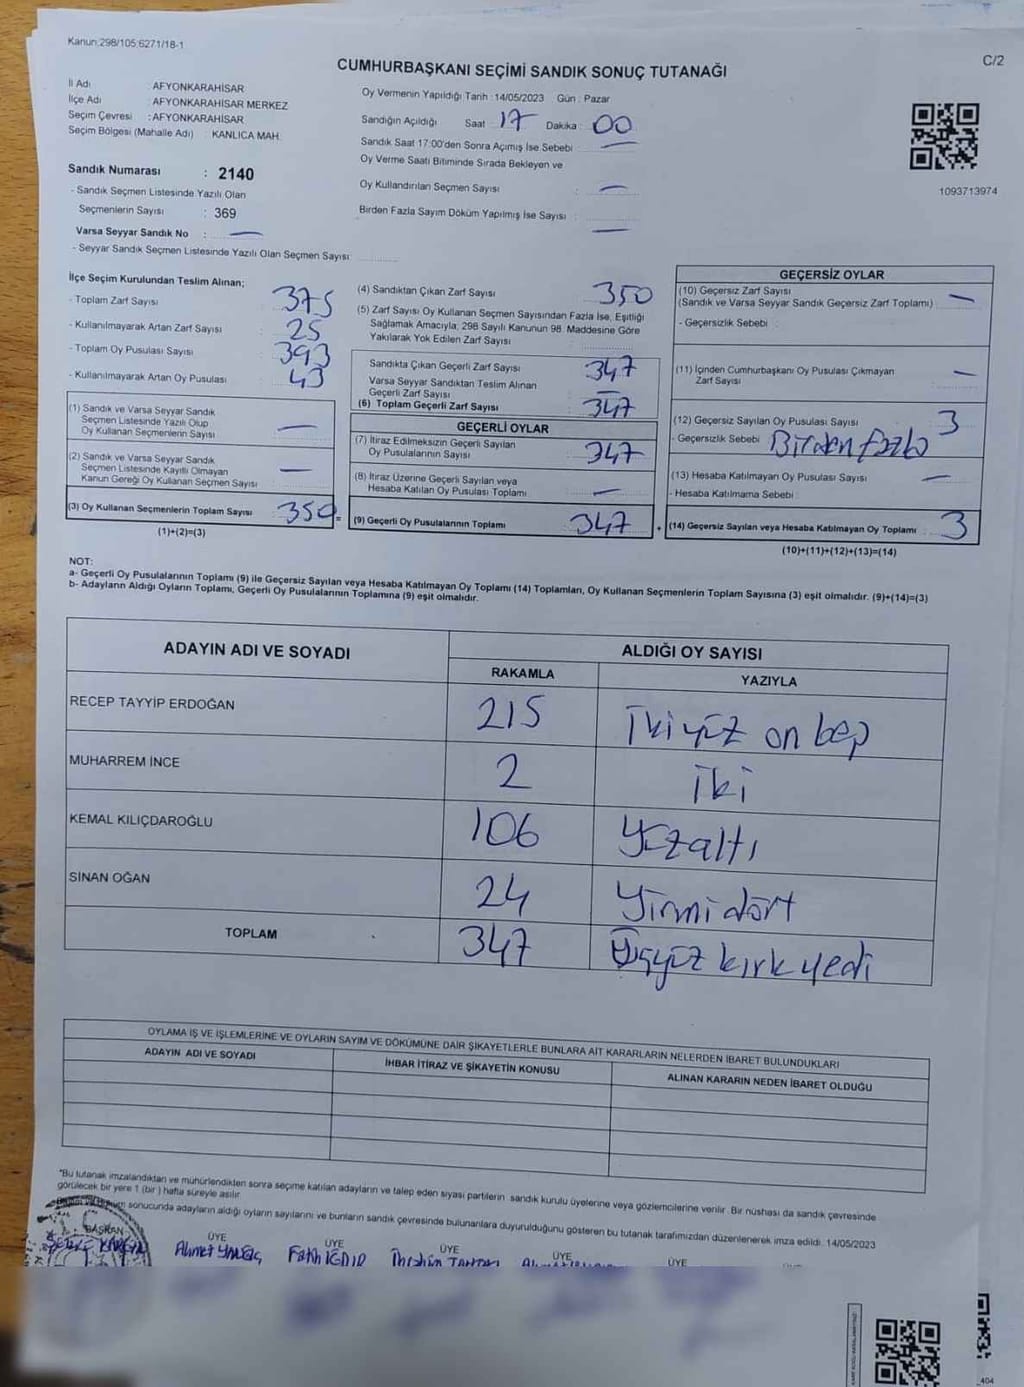 Kanun:298/105;6271/18-1
C/2
CUMHURBAŞKANI SEÇİMİ SANDIK SONUÇ TUTANAĞI
İl Adı : AFYONKARAHİSAR
İlçe Adı : AFYONKARAHİSAR MERKEZ
Seçim Çevresi : AFYONKARAHİSAR
Seçim Bölgesi (Mahalle Adı) : KANLICA MAH.
Oy Vermenin Yapıldığı Tarih : 14/05/2023 Gün : Pazar
Sandığın Açıldığı Saat : 17 Dakika : 00
Sandık Saat 17:00'den Sonra Açımış İse Sebebi : —
Oy Verme Saati Bitiminde Sırada Bekleyen ve
Oy Kullandırılan Seçmen Sayısı : —
Birden Fazla Sayım Döküm Yapılmış İse Sayısı : —
1093713974
Sandık Numarası : 2140
- Sandık Seçmen Listesinde Yazılı Olan
Seçmenlerin Sayısı : 369
Varsa Seyyar Sandık No : —
- Seyyar Sandık Seçmen Listesinde Yazılı Olan Seçmen Sayısı:
İlçe Seçim Kurulundan Teslim Alınan;
- Toplam Zarf Sayısı : 375
- Kullanılmayarak Artan Zarf Sayısı : 25
- Toplam Oy Pusulası Sayısı : 393
- Kullanılmayarak Artan Oy Pusulası : 43
(1) Sandık ve Varsa Seyyar Sandık
Seçmen Listesinde Yazılı Olup
Oy Kullanan Seçmenlerin Sayısı : —
(2) Sandık ve Varsa Seyyar Sandık
Seçmen Listesinde Kayıtlı Olmayan
Kanun Gereği Oy Kullanan Seçmen Sayısı : —
(3) Oy Kullanan Seçmenlerin Toplam Sayısı : 350 =
(1)+(2)=(3)
(4) Sandıktan Çıkan Zarf Sayısı : 350
(5) Zarf Sayısı Oy Kullanan Seçmen Sayısından Fazla İse, Eşitliği
Sağlamak Amacıyla; 298 Sayılı Kanunun 98. Maddesine Göre
Yakılarak Yok Edilen Zarf Sayısı :
Sandıkta Çıkan Geçerli Zarf Sayısı : 347
Varsa Seyyar Sandıktan Teslim Alınan
Geçerli Zarf Sayısı : —
(6) Toplam Geçerli Zarf Sayısı : 347
GEÇERLİ OYLAR
(7) İtiraz Edilmeksizin Geçerli Sayılan
Oy Pusulalarının Sayısı : 347
(8) İtiraz Üzerine Geçerli Sayılan veya
Hesaba Katılan Oy Pusulası Toplamı : —
(9) Geçerli Oy Pusulalarının Toplamı : 347 +
GEÇERSİZ OYLAR
(10) Geçersiz Zarf Sayısı
(Sandık ve Varsa Seyyar Sandık Geçersiz Zarf Toplamı) : —
- Geçersizlik Sebebi :
(11) İçinden Cumhurbaşkanı Oy Pusulası Çıkmayan
Zarf Sayısı : —
(12) Geçersiz Sayılan Oy Pusulası Sayısı : 3
- Geçersizlik Sebebi : Birden fazla
(13) Hesaba Katılmayan Oy Pusulası Sayısı : —
- Hesaba Katılmama Sebebi :
(14) Geçersiz Sayılan veya Hesaba Katılmayan Oy Toplamı : 3
(10)+(11)+(12)+(13)=(14)
NOT:
a- Geçerli Oy Pusulalarının Toplamı (9) ile Geçersiz Sayılan veya Hesaba Katılmayan Oy Toplamı (14) Toplamları, Oy Kullanan Seçmenlerin Toplam Sayısına (3) eşit olmalıdır. (9)+(14)=(3)
b- Adayların Aldığı Oyların Toplamı, Geçerli Oy Pusulalarının Toplamına (9) eşit olmalıdır.
ADAYIN ADI VE SOYADI
ALDIĞI OY SAYISI
RAKAMLA YAZIYLA
RECEP TAYYİP ERDOĞAN 215 İkiyüz on beş
MUHARREM İNCE 2 İki
KEMAL KILIÇDAROĞLU 106 Yüzaltı
SİNAN OĞAN 24 Yirmi dört
TOPLAM 347 Üçyüz kırk yedi
OYLAMA İŞ VE İŞLEMLERİNE VE OYLARIN SAYIM VE DÖKÜMÜNE DAİR ŞİKAYETLERLE BUNLARA AİT KARARLARIN NELERDEN İBARET BULUNDUKLARI
ADAYIN ADI VE SOYADI
İHBAR İTİRAZ VE ŞİKAYETİN KONUSU
ALINAN KARARIN NEDEN İBARET OLDUĞU
*Bu tutanak imzalandıktan ve mühürlendikten sonra seçime katılan adayların ve talep eden siyasi partilerin sandık kurulu üyelerine veya gözlemcilerine verilir. Bir nüshası da sandık çevresinde
görülecek bir yere 1 (bir) hafta süreyle asılır.
sonucunda adayların aldığı oyların sayılarını ve bunların sandık çevresinde bulunanlara duyurulduğunu gösteren bu tutanak tarafımızdan düzenlenerek imza edildi. 14/05/2023
BAŞKAN ÜYE ÜYE ÜYE ÜYE ÜYE
Ahmet Fatih IĞDIR İbrahim
404